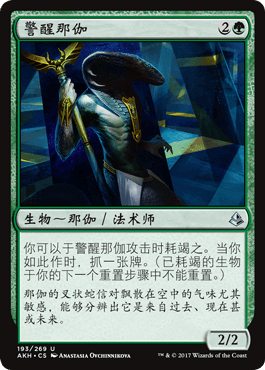 警醒那伽 2
生物～那伽／法术师
你可以于警醒那伽攻击时耗竭之。当你
如此作时，抓一张牌。（已耗竭的生物
于你的下一个重置步骤中不能重置。）
那伽的叉状蛇信对飘散在空中的气味尤其
敏感，能够分辨出它是来自过去、现在甚
或未来。
2/2
193/269 U
AKH • CS ANASTASIA OVCHINNIKOVA
™ & © 2017 Wizards of the Coast